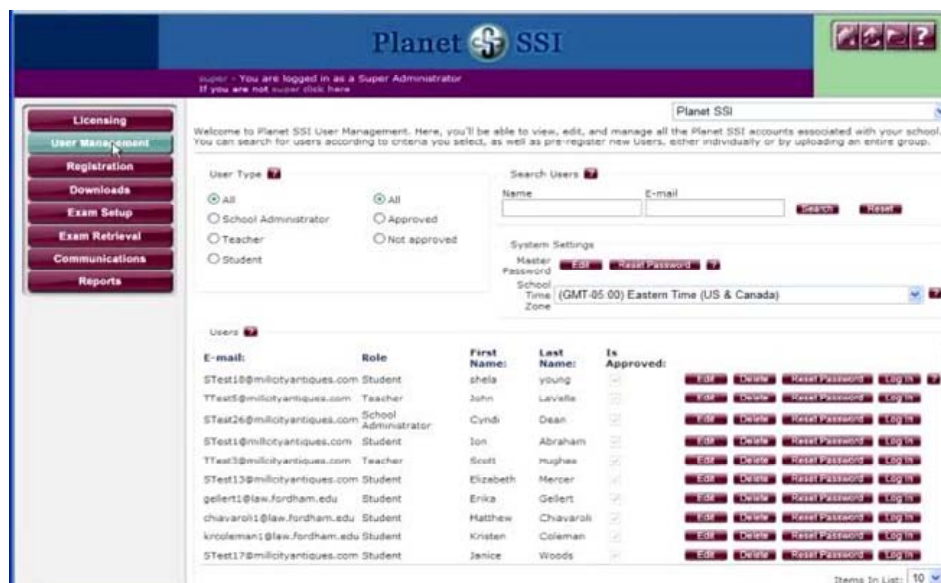 Planet SSI
super - You are logged in as a Super Administrator
If you are not super click here
Licensing
User Management
Registration
Downloads
Exam Setup
Exam Retrieval
Communications
Reports
Planet SSI
Welcome to Planet SSI User Management. Here, you'll be able to view, edit, and manage all the Planet SSI accounts associated with your school.
You can search for users according to criteria you select, as well as pre-register new Users, either individually or by uploading an entire group.
User Type ?
All
School Administrator
Teacher
Student
All
Approved
Not approved
Search Users ?
Name E-mail
Search Reset
System Settings
Master Password Edit Reset Password ?
School Time Zone (GMT-05:00) Eastern Time (US & Canada) ?
Users ?
E-mail: Role First Name: Last Name: Is Approved:
STest18@millcityantiques.com Student shela young Edit Delete Reset Password Log In ?
TTest5@millcityantiques.com Teacher John Lavelle Edit Delete Reset Password Log In
STest26@millcityantiques.com School Administrator Cyndi Dean Edit Delete Reset Password Log In
STest1@millcityantiques.com Student Ion Abraham Edit Delete Reset Password Log In
TTest3@millcityantiques.com Teacher Scott Hughes Edit Delete Reset Password Log In
STest13@millcityantiques.com Student Elizabeth Mercer Edit Delete Reset Password Log In
gellert1@law.fordham.edu Student Erika Gellert Edit Delete Reset Password Log In
chiavaroli1@law.fordham.edu Student Matthew Chiavaroli Edit Delete Reset Password Log In
krcoleman1@law.fordham.edu Student Kristen Coleman Edit Delete Reset Password Log In
STest17@millcityantiques.com Student Janice Woods Edit Delete Reset Password Log In
Items In List: 10